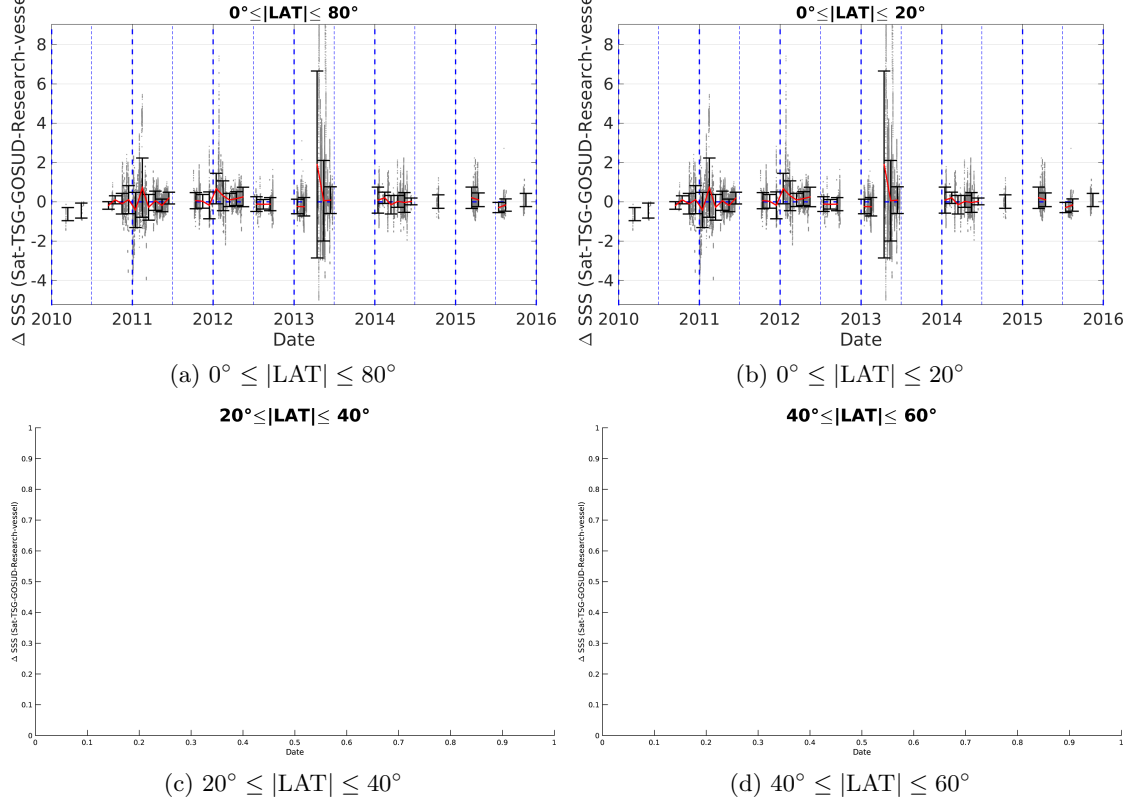 0°≤|LAT|≤ 80°
Δ SSS (Sat-TSG-GOSUD-Research-vesse
8
6
4
2
0
-2
-4
2010 2011 2012 2013 2014 2015 2016
Date
(a) 0° ≤ |LAT| ≤ 80°
0°≤|LAT|≤ 20°
Δ SSS (Sat-TSG-GOSUD-Research-vesse
8
6
4
2
0
-2
-4
2010 2011 2012 2013 2014 2015 2016
Date
(b) 0° ≤ |LAT| ≤ 20°
20°≤|LAT|≤ 40°
Δ SSS (Sat-TSG-GOSUD-Research-vessel)
1
0.9
0.8
0.7
0.6
0.5
0.4
0.3
0.2
0.1
0
0 0.1 0.2 0.3 0.4 0.5 0.6 0.7 0.8 0.9 1
Date
(c) 20° ≤ |LAT| ≤ 40°
40°≤|LAT|≤ 60°
Δ SSS (Sat-TSG-GOSUD-Research-vessel)
1
0.9
0.8
0.7
0.6
0.5
0.4
0.3
0.2
0.1
0
0 0.1 0.2 0.3 0.4 0.5 0.6 0.7 0.8 0.9 1
Date
(d) 40° ≤ |LAT| ≤ 60°